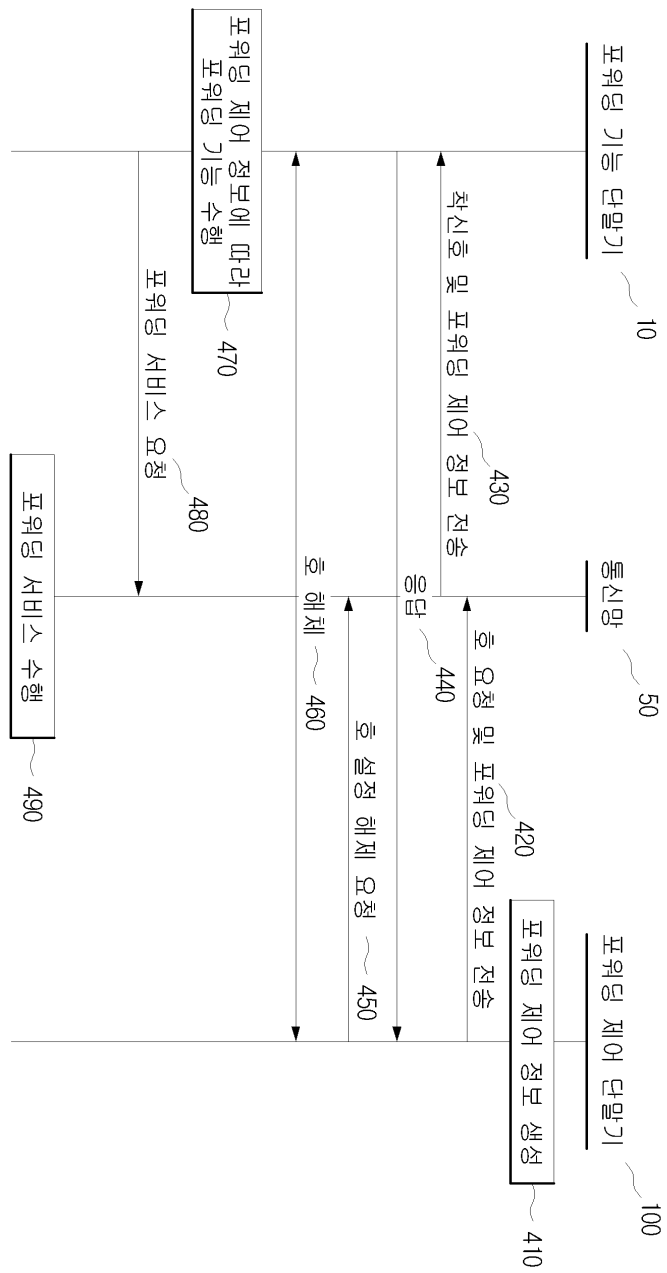 포워딩 기능 단말기
10
통신망
50
포워딩 제어 단말기
100
포워딩 제어 정보 생성
410
호 요청 및 포워딩 제어 정보 전송
420
착신호 및 포워딩 제어 정보 전송
430
응답
440
호 설정 해제 요청
450
호 해체
460
포워딩 제어 정보에 따라
포워딩 기능 수행
470
포워딩 서비스 요청
480
포워딩 서비스 수행
490